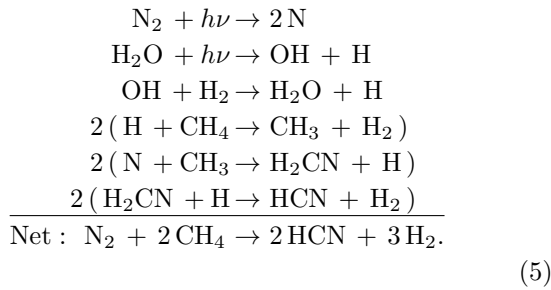 N₂ + hν → 2 N
H₂O + hν → OH + H
OH + H₂ → H₂O + H
2 ( H + CH₄ → CH₃ + H₂ )
2 ( N + CH₃ → H₂CN + H )
2 ( H₂CN + H → HCN + H₂ )
Net : N₂ + 2 CH₄ → 2 HCN + 3 H₂.
(5)